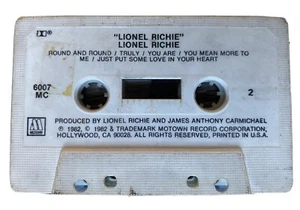 "LIONEL RICHIE"
LIONEL RICHIE
ROUND AND ROUND / TRULY / YOU ARE / YOU MEAN MORE TO
ME / JUST PUT SOME LOVE IN YOUR HEART
6007
MC
2
PRODUCED BY LIONEL RICHIE AND JAMES ANTHONY CARMICHAEL
℗ 1982, © 1982 & TRADEMARK MOTOWN RECORD CORPORATION,
HOLLYWOOD, CA 90028. ALL RIGHTS RESERVED, PRINTED IN U.S.A.